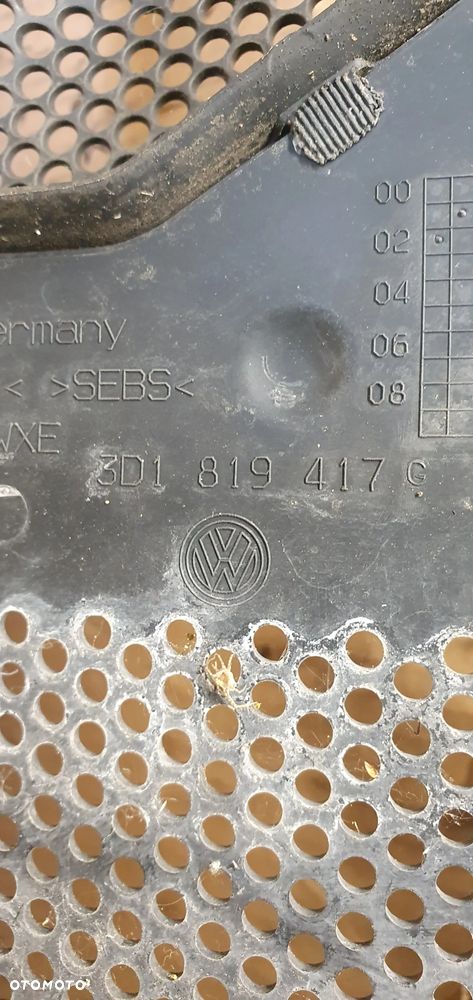 00
02
04
ermany
06
< >SEBS<
08
WXE
3D1 819 417 G
VW
OTOMOTO